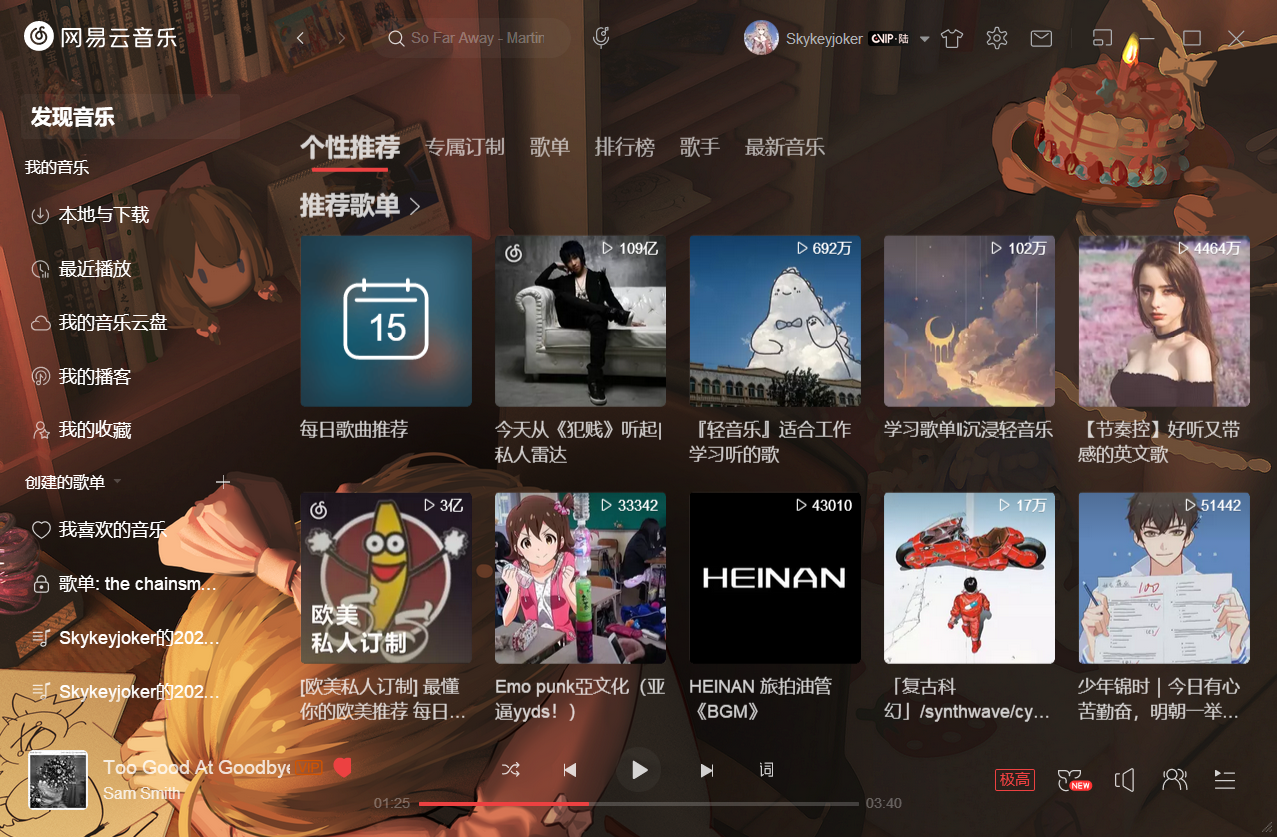 网易云音乐
So Far Away - Martin
Skykeyjoker
CVIP·陆
发现音乐
我的音乐
本地与下载
最近播放
我的音乐云盘
我的播客
我的收藏
创建的歌单
我喜欢的音乐
歌单: the chainsm...
Skykeyjoker的202...
Skykeyjoker的202...
个性推荐 专属订制 歌单 排行榜 歌手 最新音乐
推荐歌单
15
109亿
692万
102万
4464万
每日歌曲推荐
今天从《犯贱》听起|
私人雷达
『轻音乐』适合工作
学习听的歌
学习歌单‖沉浸轻音乐
【节奏控】好听又带
感的英文歌
3亿
欧美
私人订制
33342
43010
HEINAN
17万
51442
100
[欧美私人订制] 最懂
你的欧美推荐 每日...
Emo punk亞文化（亚
逼yyds！）
HEINAN 旅拍油管
《BGM》
「复古科
幻」/synthwave/cy...
少年锦时｜今日有心
苦勤奋，明朝一举...
Too Good At Goodbye
VIP
Sam Smith
词
01:25
03:40
极高
NEW